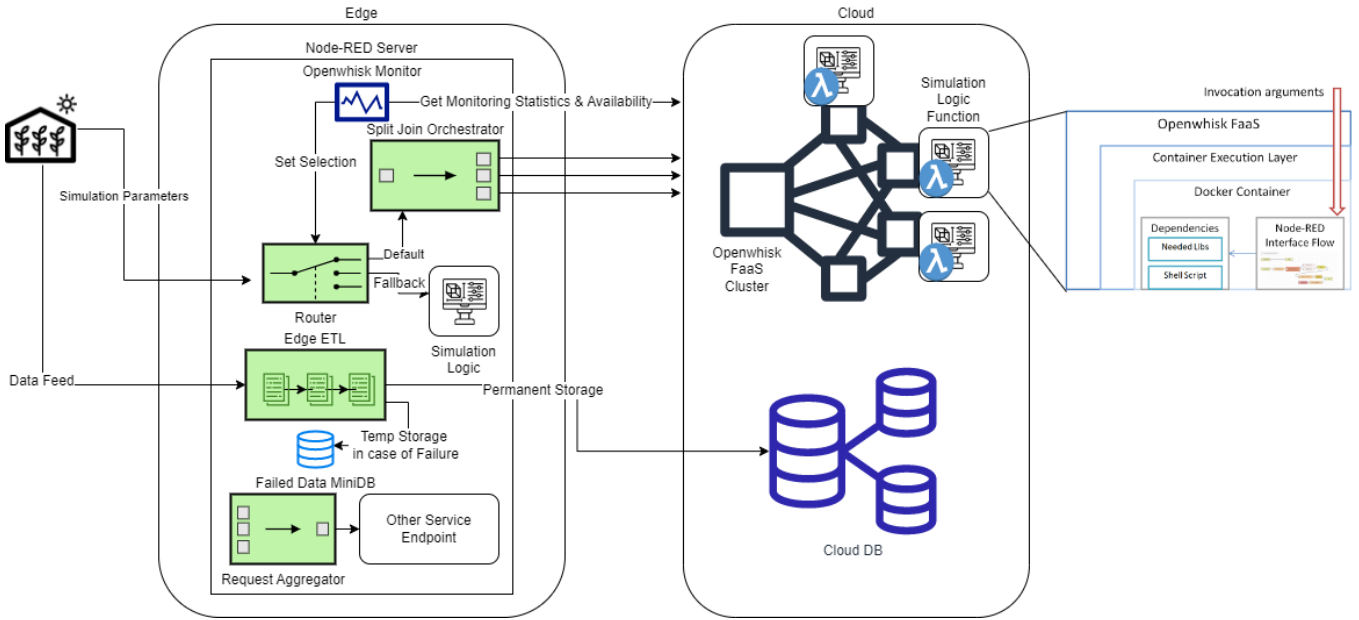 Edge
Cloud
Node-RED Server
Openwhisk Monitor
Get Monitoring Statistics & Availability
Split Join Orchestrator
Set Selection
Simulation Parameters
Default
Fallback
Router
Simulation
Logic
Edge ETL
Data Feed
Permanent Storage
Temp Storage
in case of Failure
Failed Data MiniDB
Other Service
Endpoint
Request Aggregator
Simulation
Logic
Function
λ
λ
λ
Openwhisk
FaaS
Cluster
Cloud DB
Invocation arguments
Openwhisk FaaS
Container Execution Layer
Docker Container
Dependencies
Needed Libs
Shell Script
Node-RED
Interface Flow